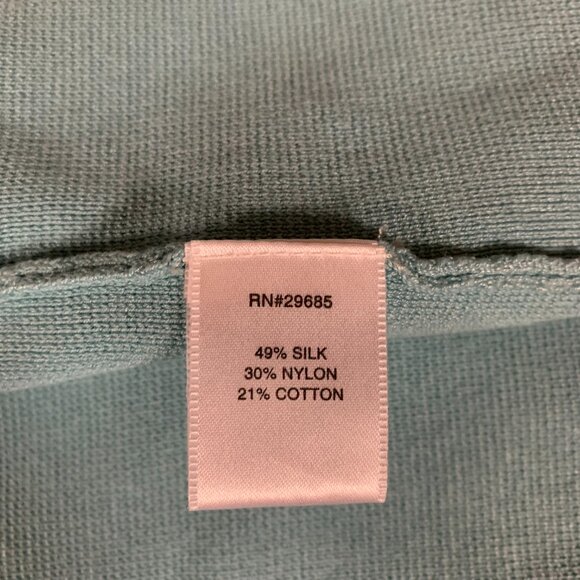 RN#29685
49% SILK
30% NYLON
21% COTTON